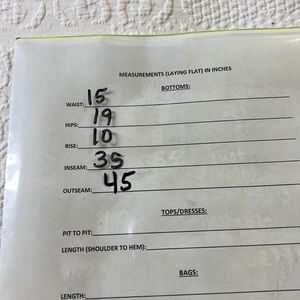 MEASUREMENTS (LAYING FLAT) IN INCHES
BOTTOMS:
WAIST: 15
HIPS: 19
RISE: 10
INSEAM: 35
OUTSEAM: 45
TOPS/DRESSES:
PIT TO PIT:
LENGTH (SHOULDER TO HEM):
BAGS:
LENGTH: